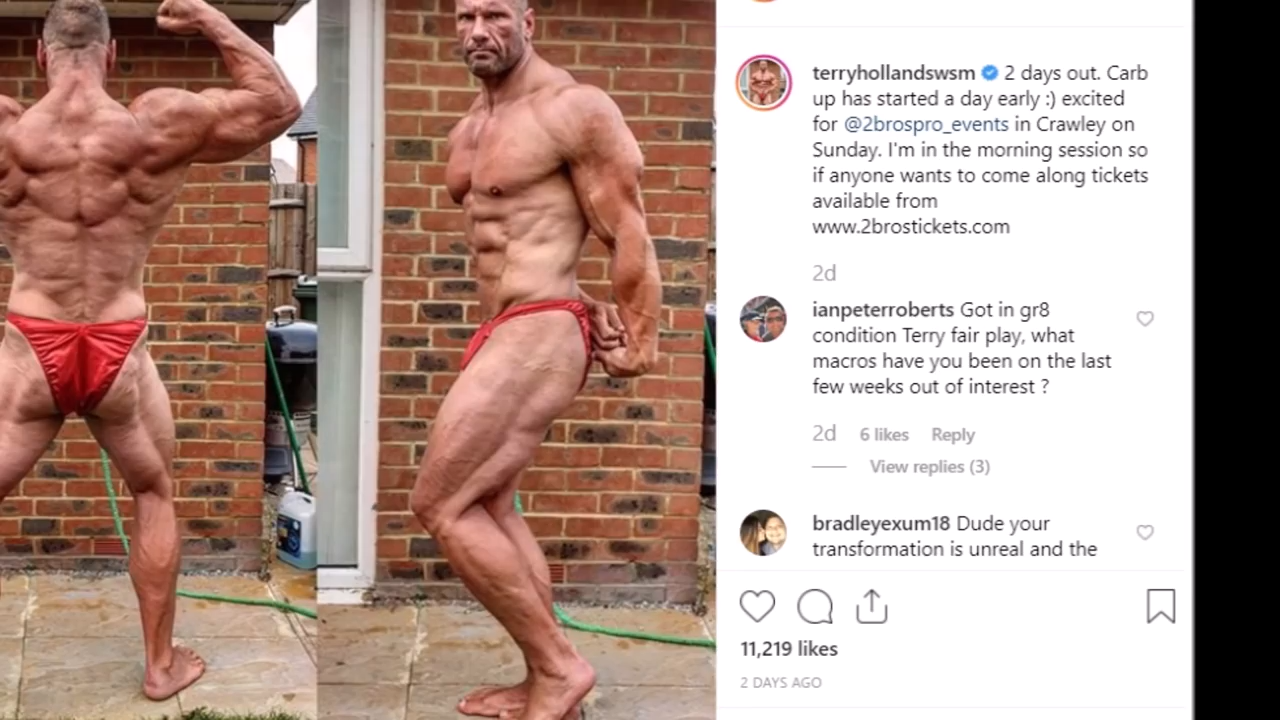 terryhollandswsm 2 days out. Carb
up has started a day early :) excited
for @2brospro_events in Crawley on
Sunday. I'm in the morning session so
if anyone wants to come along tickets
available from
www.2brostickets.com
2d
ianpeterroberts Got in gr8
condition Terry fair play, what
macros have you been on the last
few weeks out of interest ?
2d 6 likes Reply
View replies (3)
bradleyexum18 Dude your
transformation is unreal and the
11,219 likes
2 DAYS AGO